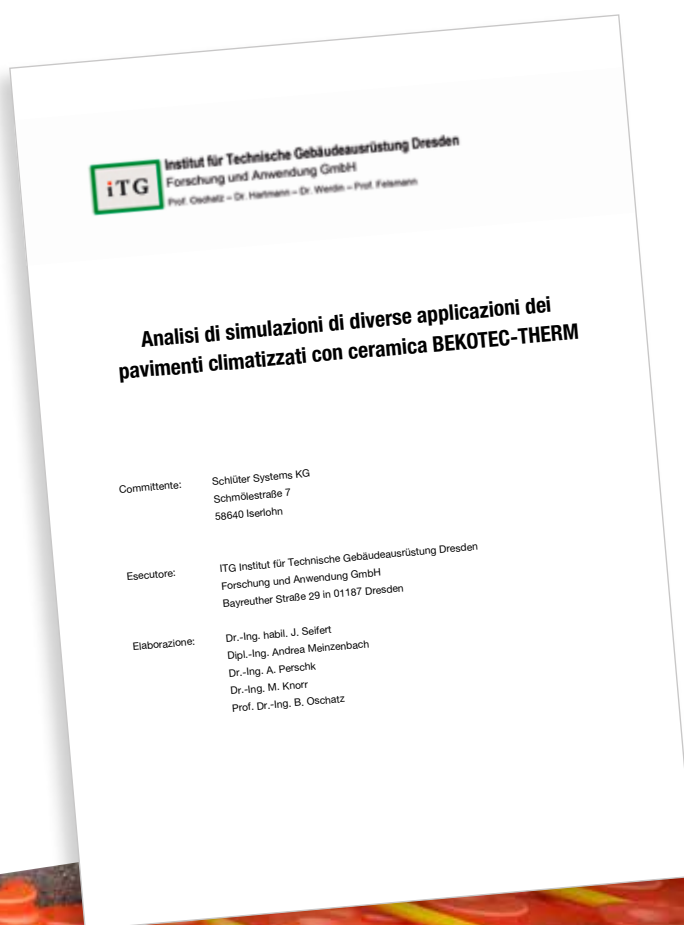 iTG
Institut für Technische Gebäudeausrüstung Dresden
Forschung und Anwendung GmbH
Prof. Oschatz – Dr. Hartmann – Dr. Werdin – Prof. Felsmann
Analisi di simulazioni di diverse applicazioni dei
pavimenti climatizzati con ceramica BEKOTEC-THERM
Committente: Schlüter Systems KG
Schmölestraße 7
58640 Iserlohn
Esecutore: ITG Institut für Technische Gebäudeausrüstung Dresden
Forschung und Anwendung GmbH
Bayreuther Straße 29 in 01187 Dresden
Elaborazione: Dr.-Ing. habil. J. Seifert
Dipl.-Ing. Andrea Meinzenbach
Dr.-Ing. A. Perschk
Dr.-Ing. M. Knorr
Prof. Dr.-Ing. B. Oschatz